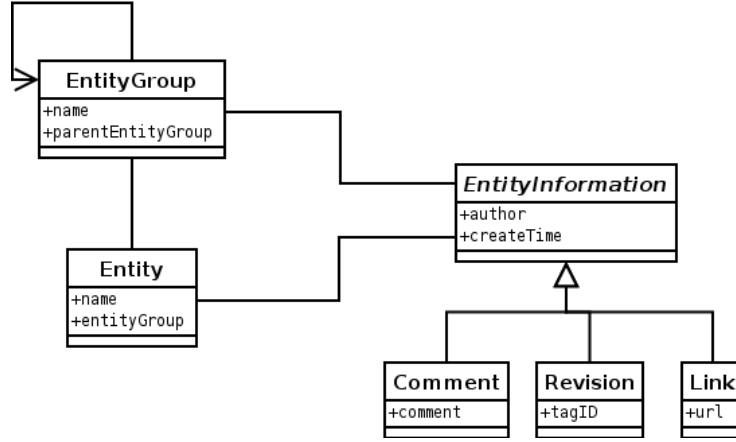 EntityGroup
+name
+parentEntityGroup
EntityInformation
+author
+createTime
Entity
+name
+entityGroup
Comment
+comment
Revision
+tagID
Link
+url